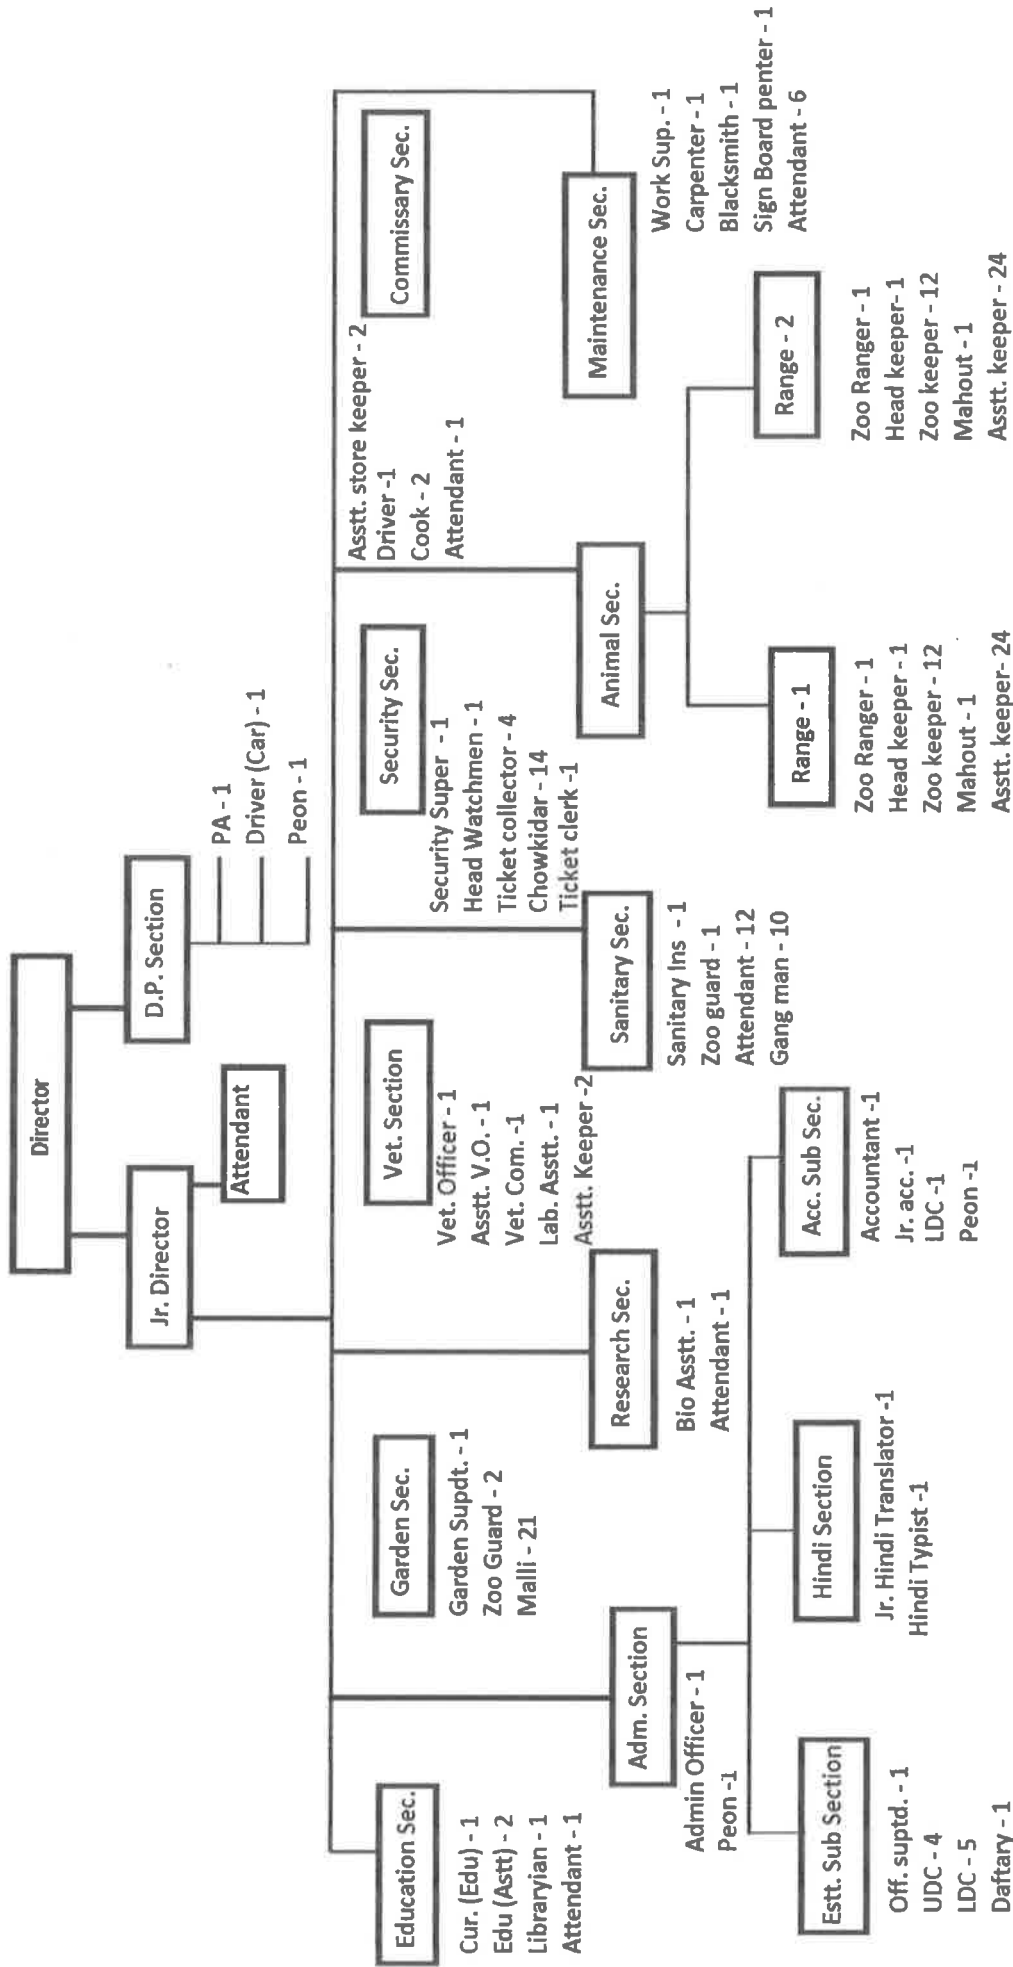 Director
Jr. Director
D.P. Section
Attendant
PA - 1
Driver (Car) - 1
Peon - 1
Education Sec.
Cur. (Edu) - 1
Edu (Astt) - 2
Libraryian - 1
Attendant - 1
Garden Sec.
Garden Supdt. - 1
Zoo Guard - 2
Malli - 21
Vet. Section
Vet. Officer - 1
Asstt. V.O. - 1
Vet. Com. -1
Lab. Asstt. - 1
Asstt. Keeper -2
Security Sec.
Security Super - 1
Head Watchmen - 1
Ticket collector - 4
Chowkidar - 14
Ticket clerk -1
Commissary Sec.
Asstt. store keeper - 2
Driver -1
Cook - 2
Attendant - 1
Adm. Section
Admin Officer - 1
Peon -1
Research Sec.
Bio Asstt. - 1
Attendant - 1
Sanitary Sec.
Sanitary Ins - 1
Zoo guard - 1
Attendant - 12
Gang man - 10
Animal Sec.
Maintenance Sec.
Work Sup. - 1
Carpenter - 1
Blacksmith - 1
Sign Board penter - 1
Attendant - 6
Estt. Sub Section
Off. suptd. - 1
UDC - 4
LDC - 5
Daftary - 1
Hindi Section
Jr. Hindi Translator -1
Hindi Typist -1
Acc. Sub Sec.
Accountant -1
Jr. acc. -1
LDC -1
Peon -1
Range - 1
Zoo Ranger - 1
Head keeper - 1
Zoo keeper - 12
Mahout - 1
Asstt. keeper- 24
Range - 2
Zoo Ranger - 1
Head keeper- 1
Zoo keeper - 12
Mahout - 1
Asstt. keeper - 24